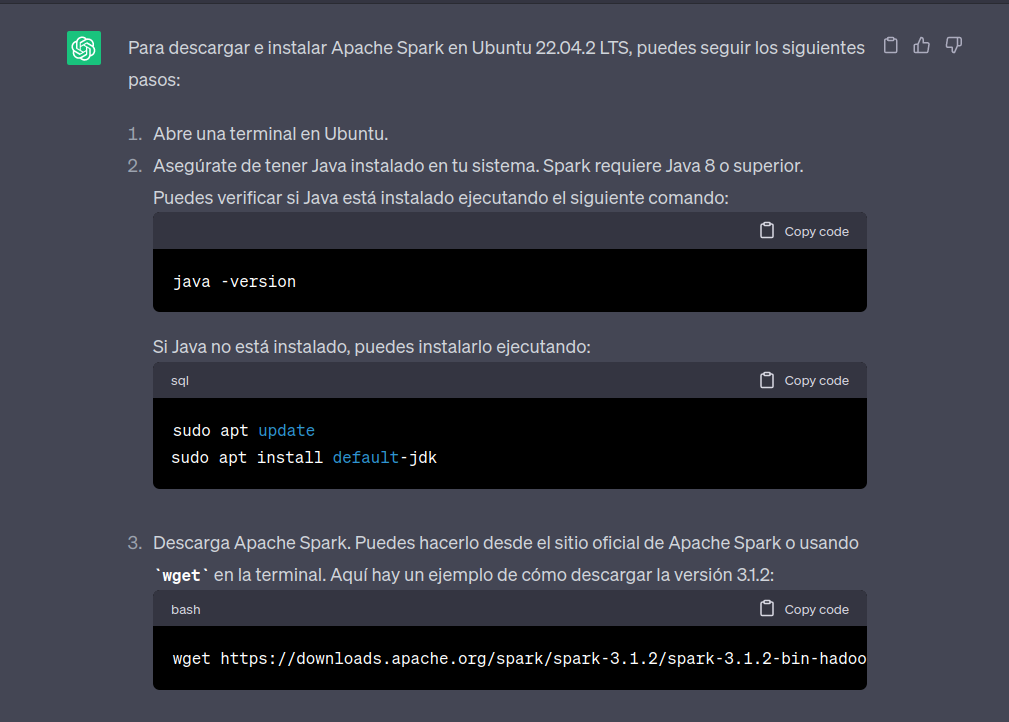 Para descargar e instalar Apache Spark en Ubuntu 22.04.2 LTS, puedes seguir los siguientes
pasos:
1. Abre una terminal en Ubuntu.
2. Asegúrate de tener Java instalado en tu sistema. Spark requiere Java 8 o superior.
Puedes verificar si Java está instalado ejecutando el siguiente comando:
Copy code
java -version
Si Java no está instalado, puedes instalarlo ejecutando:
sql Copy code
sudo apt update
sudo apt install default-jdk
3. Descarga Apache Spark. Puedes hacerlo desde el sitio oficial de Apache Spark o usando
`wget` en la terminal. Aquí hay un ejemplo de cómo descargar la versión 3.1.2:
bash Copy code
wget https://downloads.apache.org/spark/spark-3.1.2/spark-3.1.2-bin-hadoo